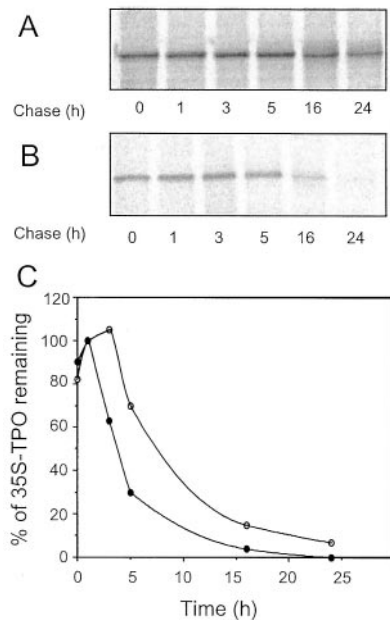 A
Chase (h) 0 1 3 5 16 24
B
Chase (h) 0 1 3 5 16 24
C
% of 35S-TPO remaining
120
100
80
60
40
20
0
0 5 10 15 20 25
Time (h)